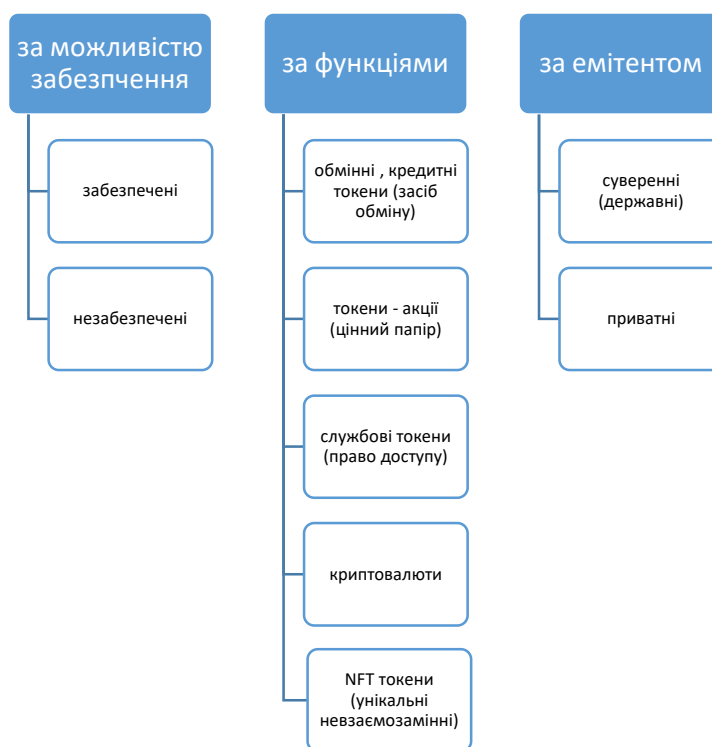 за можливістю
забезпчення
забезпечені
незабезпечені
за функціями
обмінні , кредитні
токени (засіб
обміну)
токени - акції
(цінний папір)
службові токени
(право доступу)
криптовалюти
NFT токени
(унікальні
невзаємозамінні)
за емітентом
суверенні
(державні)
приватні